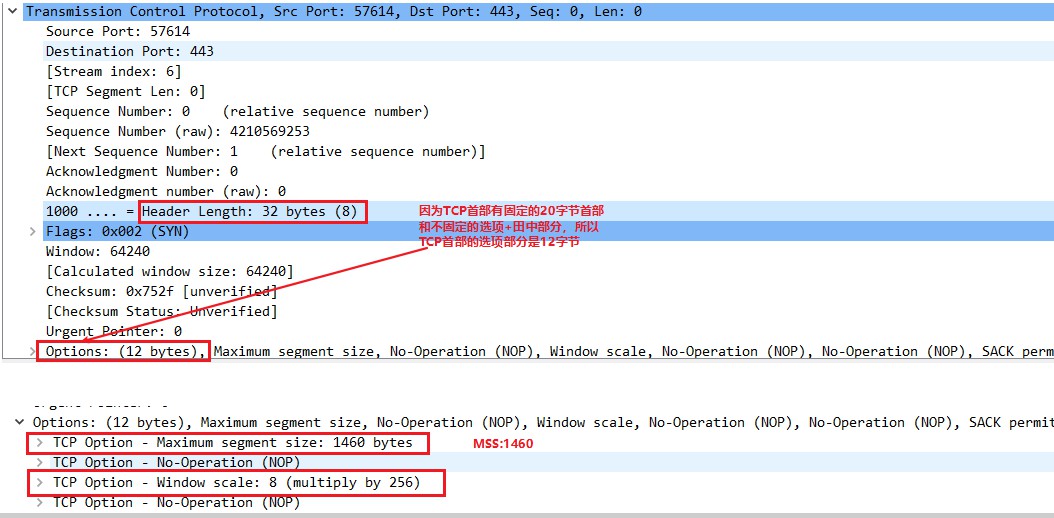 Transmission Control Protocol, Src Port: 57614, Dst Port: 443, Seq: 0, Len: 0
Source Port: 57614
Destination Port: 443
[Stream index: 6]
[TCP Segment Len: 0]
Sequence Number: 0    (relative sequence number)
Sequence Number (raw): 4210569253
[Next Sequence Number: 1    (relative sequence number)]
Acknowledgment Number: 0
Acknowledgment number (raw): 0
1000 .... = Header Length: 32 bytes (8)
因为TCP首部有固定的20字节首部
和不固定的选项+田中部分，所以
TCP首部的选项部分是12字节
Flags: 0x002 (SYN)
Window: 64240
[Calculated window size: 64240]
Checksum: 0x752f [unverified]
[Checksum Status: Unverified]
Urgent Pointer: 0
Options: (12 bytes), Maximum segment size, No-Operation (NOP), Window scale, No-Operation (NOP), No-Operation (NOP), SACK perm
Options: (12 bytes), Maximum segment size, No-Operation (NOP), Window scale, No-Operation (NOP), No-Operation (NOP), SACK permit
TCP Option - Maximum segment size: 1460 bytes
MSS:1460
TCP Option - No-Operation (NOP)
TCP Option - Window scale: 8 (multiply by 256)
TCP Option - No-Operation (NOP)